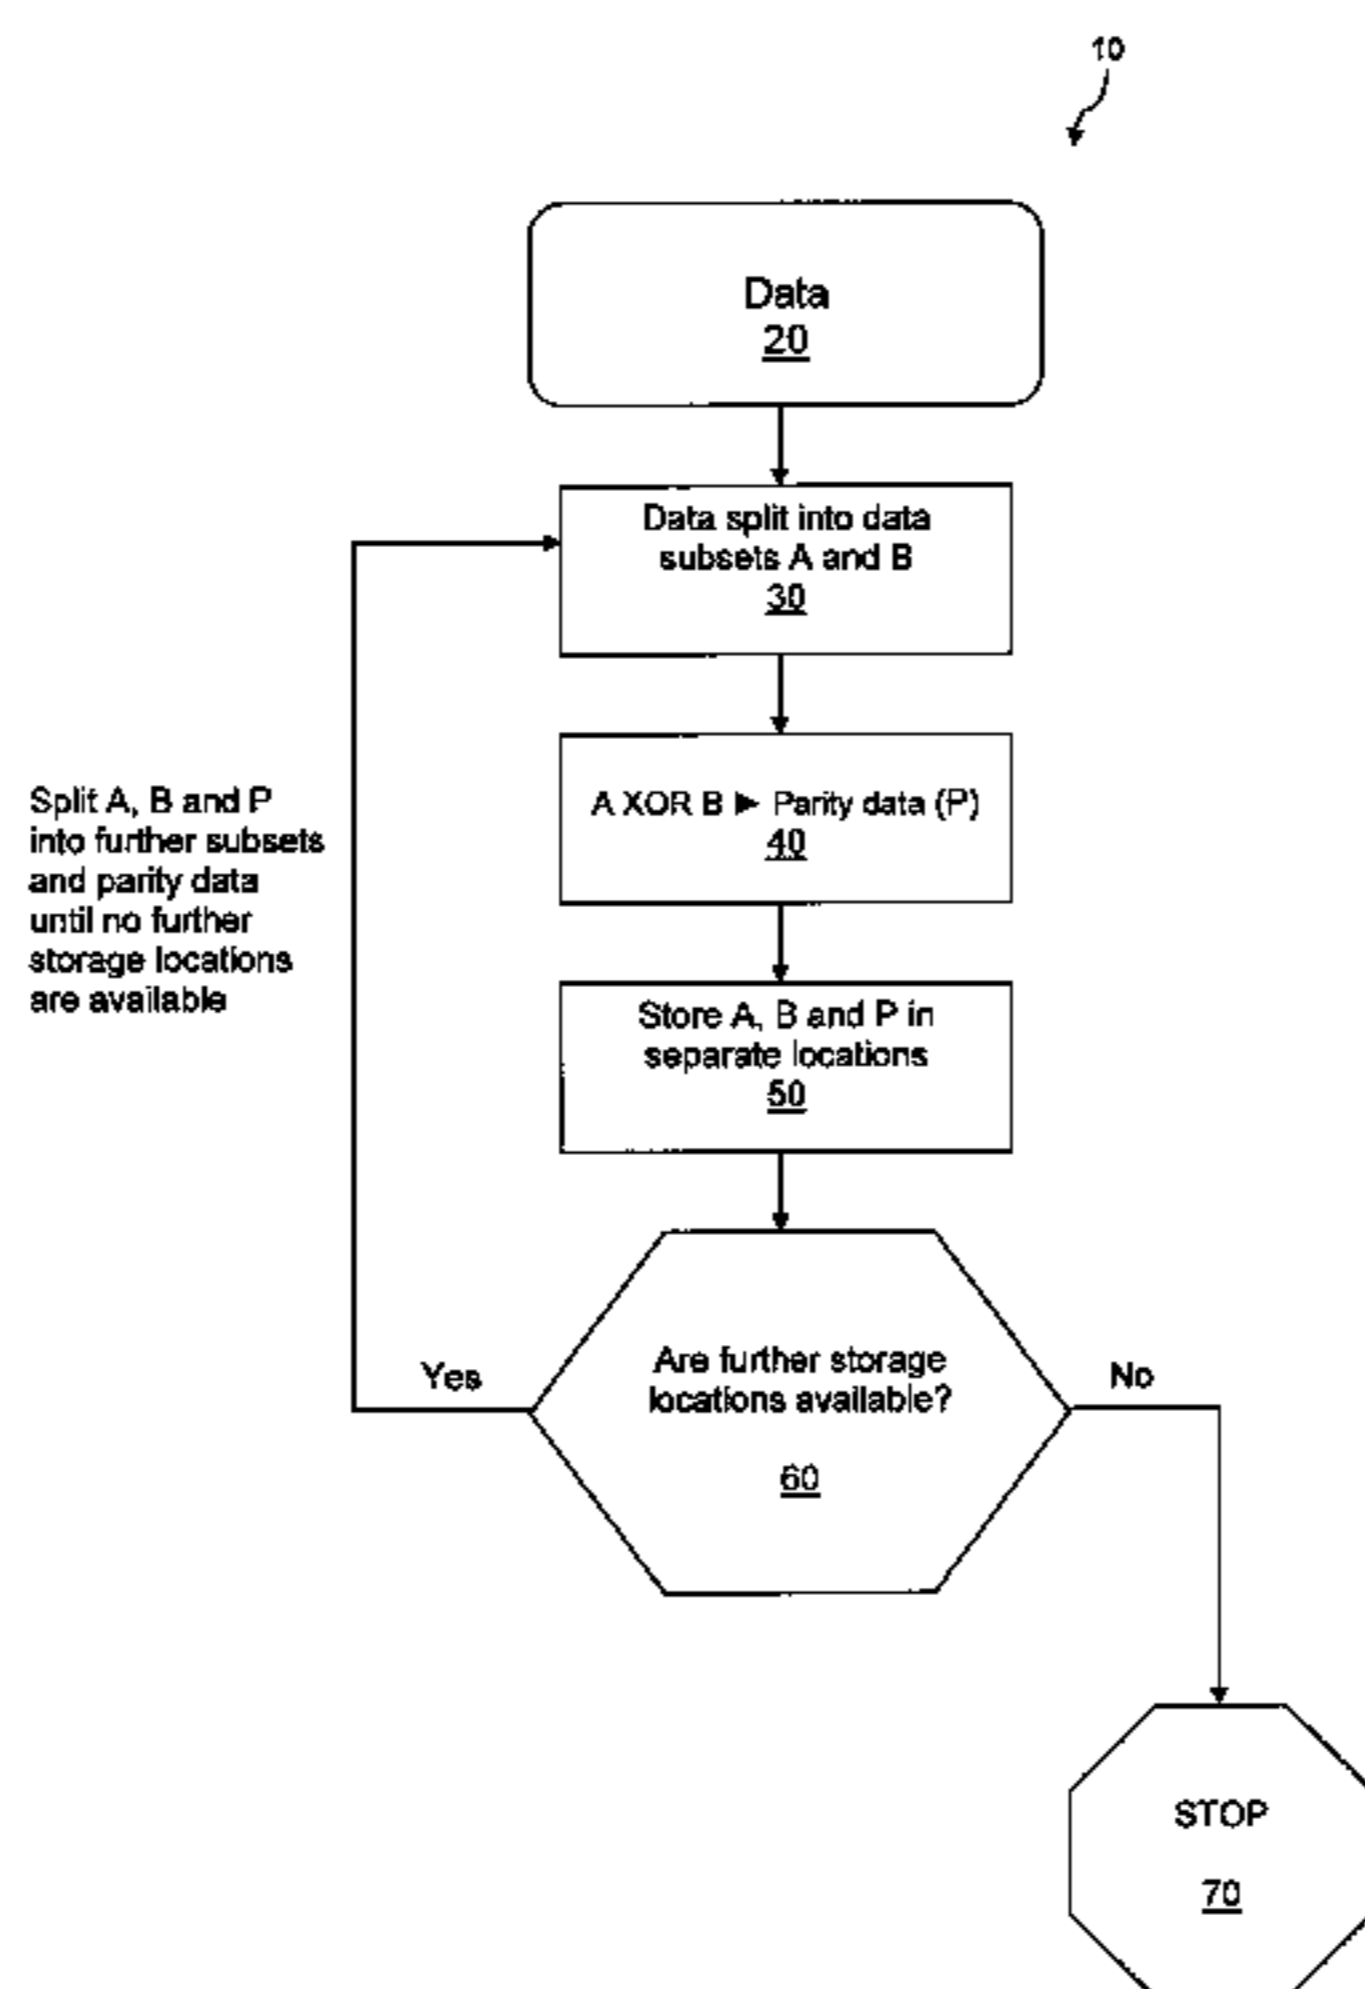 10
Data
20
Data split into data
subsets A and B
30
A XOR B ► Parity data (P)
40
Split A, B and P
into further subsets
and parity data
until no further
storage locations
are available
Store A, B and P in
separate locations
50
Are further storage
locations available?
60
Yes
No
STOP
70